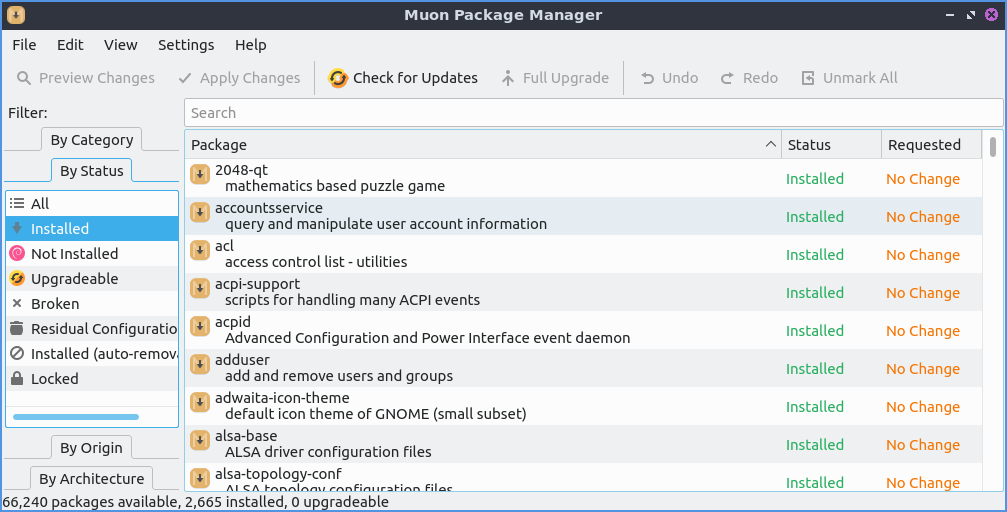 Muon Package Manager
File Edit View Settings Help
Preview Changes Apply Changes Check for Updates Full Upgrade Undo Redo Unmark All
Filter:
By Category
By Status
All
Installed
Not Installed
Upgradeable
Broken
Residual Configuratio
Installed (auto-remova
Locked
By Origin
By Architecture
Search
Package Status Requested
2048-qt
mathematics based puzzle game
Installed No Change
accountsservice
query and manipulate user account information
Installed No Change
acl
access control list - utilities
Installed No Change
acpi-support
scripts for handling many ACPI events
Installed No Change
acpid
Advanced Configuration and Power Interface event daemon
Installed No Change
adduser
add and remove users and groups
Installed No Change
adwaita-icon-theme
default icon theme of GNOME (small subset)
Installed No Change
alsa-base
ALSA driver configuration files
Installed No Change
alsa-topology-conf
ALSA topology configuration files
Installed No Change
66,240 packages available, 2,665 installed, 0 upgradeable